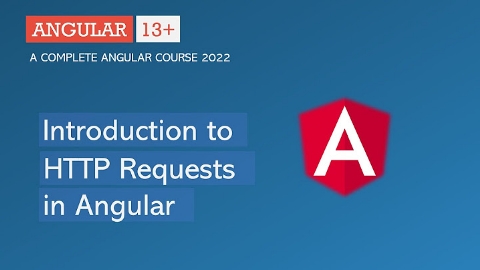 ANGULAR 13+
A COMPLETE ANGULAR COURSE 2022
Introduction to
HTTP Requests
in Angular
A